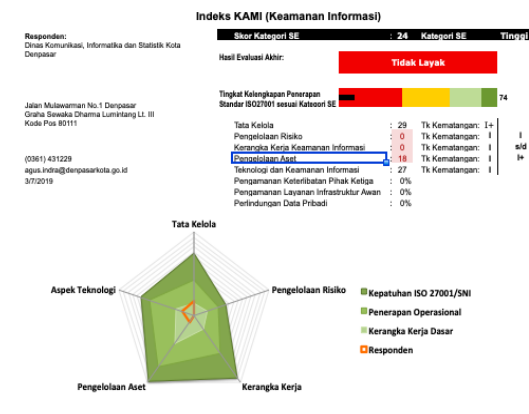 Indeks KAMI (Keamanan Informasi)
Responden:
Dinas Komunikasi, Informatika dan Statistik Kota
Denpasar
Jalan Mulawarman No.1 Denpasar
Graha Sewaka Dharma Lumintang Lt. III
Kode Pos 80111
(0361) 431229
agus.indra@denpasarkota.go.id
3/7/2019
Skor Kategori SE : 24 Kategori SE Tinggi
Hasil Evaluasi Akhir: Tidak Layak
Tingkat Kelengkapan Penerapan
Standar ISO27001 sesuai Kategori SE 74
Tata Kelola : 29 Tk Kematangan: I+
Pengelolaan Risiko : 0 Tk Kematangan: I I
Kerangka Kerja Keamanan Informasi : 0 Tk Kematangan: I s/d
Pengelolaan Aset : 18 Tk Kematangan: I I+
Teknologi dan Keamanan Informasi : 27 Tk Kematangan: I
Pengamanan Keterlibatan Pihak Ketiga : 0%
Pengamanan Layanan Infrastruktur Awan : 0%
Perlindungan Data Pribadi : 0%
Tata Kelola
Aspek Teknologi
Pengelolaan Risiko
Pengelolaan Aset
Kerangka Kerja
Kepatuhan ISO 27001/SNI
Penerapan Operasional
Kerangka Kerja Dasar
Responden